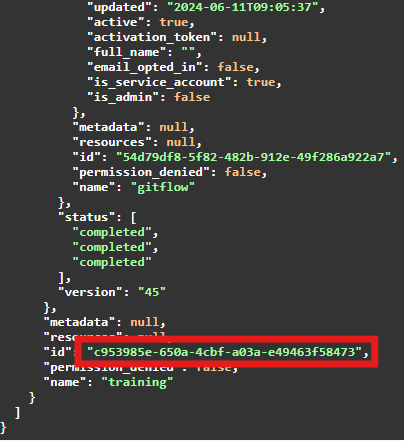 "updated": "2024-06-11T09:05:37",
"active": true,
"activation_token": null,
"full_name": "",
"email_opted_in": false,
"is_service_account": true,
"is_admin": false
},
"metadata": null,
"resources": null,
"id": "54d79df8-5f82-482b-912e-49f286a922a7",
"permission_denied": false,
"name": "gitflow"
},
"status": [
"completed",
"completed",
"completed"
],
"version": "45"
},
"metadata": null,
"resources": null,
"id": "c953985e-650a-4cbf-a03a-e49463f58473",
"permission_denied": false,
"name": "training"
}
]
}